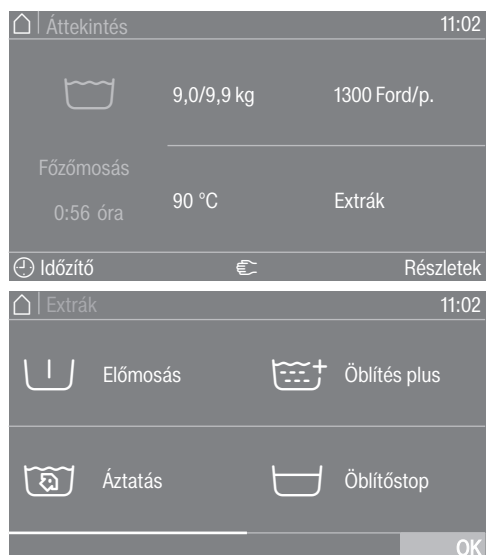 Áttekintés 11:02
9,0/9,9 kg 1300 Ford/p.
Főzőmosás
0:56 óra
90 °C Extrák
Időzítő Részletek
Extrák 11:02
Előmosás Öblítés plus
Áztatás Öblítőstop
OK